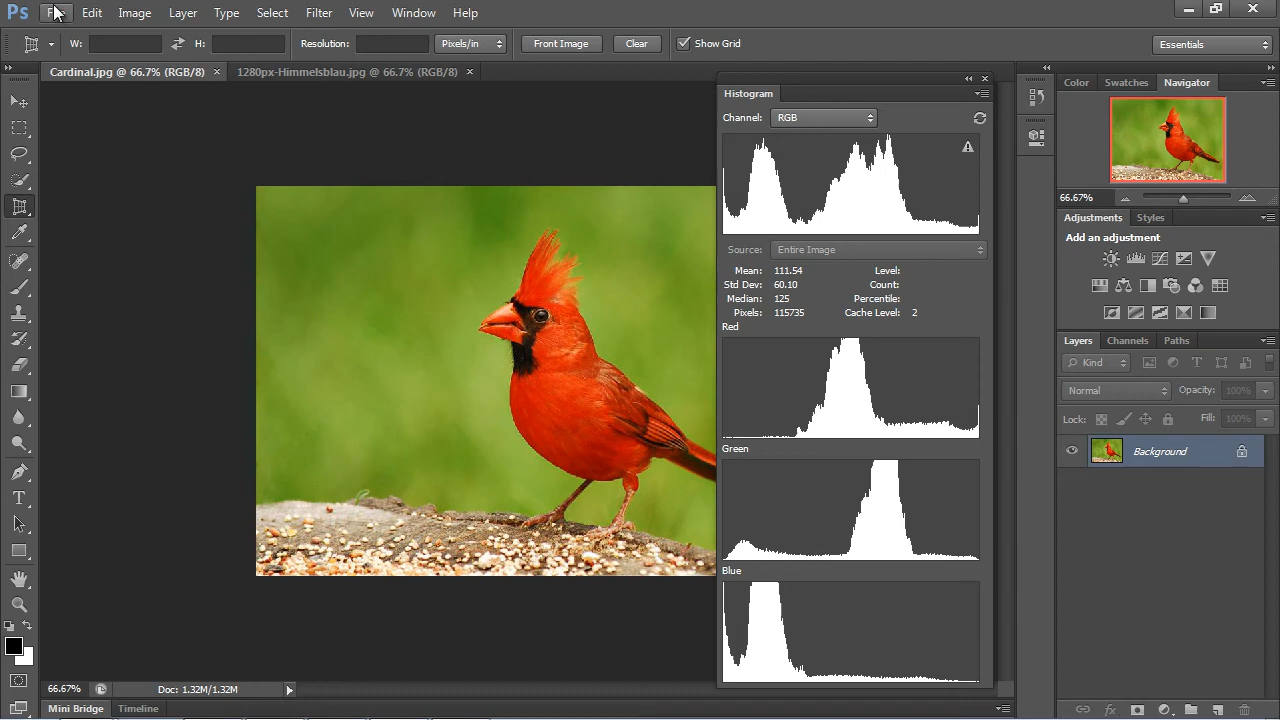 Ps File Edit Image Layer Type Select Filter View Window Help
W: H: Resolution: Pixels/in Front Image Clear Show Grid Essentials
Cardinal.jpg @ 66.7% (RGB/8) × 1280px-Himmelsblau.jpg @ 66.7% (RGB/8) ×
Histogram
Channel: RGB
Source: Entire Image
Mean: 111.54 Level:
Std Dev: 60.10 Count:
Median: 125 Percentile:
Pixels: 115735 Cache Level: 2
Red
Green
Blue
Color Swatches Navigator
66.67%
Adjustments Styles
Add an adjustment
Layers Channels Paths
Kind
Normal Opacity: 100%
Lock: Fill: 100%
Background
66.67% Doc: 1.32M/1.32M
Mini Bridge Timeline